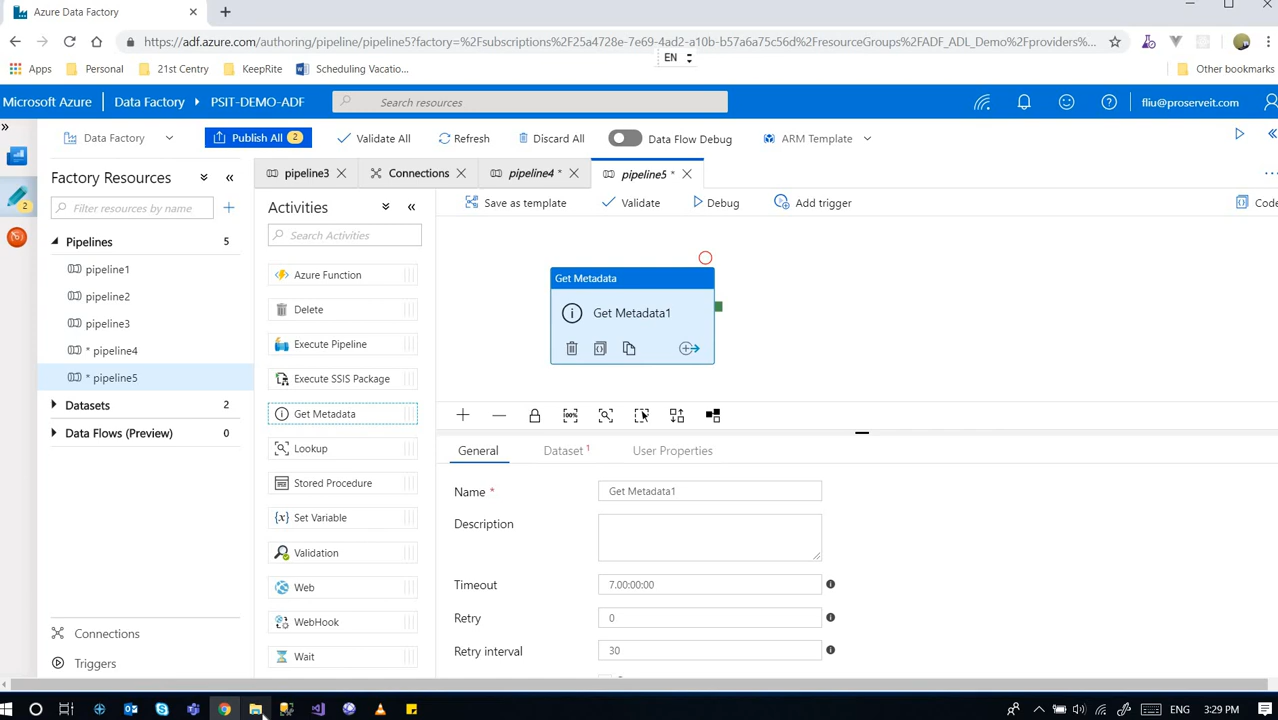 Azure Data Factory
https://adf.azure.com/authoring/pipeline/pipeline5?factory=%2Fsubscriptions%2F25a4728e-7e69-4ad2-a10b-b57a6a75c56d%2FresourceGroups%2FADF_ADL_Demo%2Fproviders%...
EN
Apps Personal 21st Centry KeepRite Scheduling Vacatio... Other bookmarks
Microsoft Azure Data Factory PSIT-DEMO-ADF Search resources fliu@proserveit.com
Data Factory Publish All 2 Validate All Refresh Discard All Data Flow Debug ARM Template
Factory Resources
pipeline3 Connections pipeline4 * pipeline5 *
2
Filter resources by name
Activities
Save as template Validate Debug Add trigger Code
Search Activities
Pipelines 5
pipeline1
pipeline2
pipeline3
* pipeline4
* pipeline5
Datasets 2
Data Flows (Preview) 0
Connections
Triggers
Azure Function
Delete
Execute Pipeline
Execute SSIS Package
Get Metadata
Lookup
Stored Procedure
Set Variable
Validation
Web
WebHook
Wait
Get Metadata
Get Metadata1
General Dataset 1 User Properties
Name * Get Metadata1
Description
Timeout 7.00:00:00
Retry 0
Retry interval 30
ENG 3:29 PM